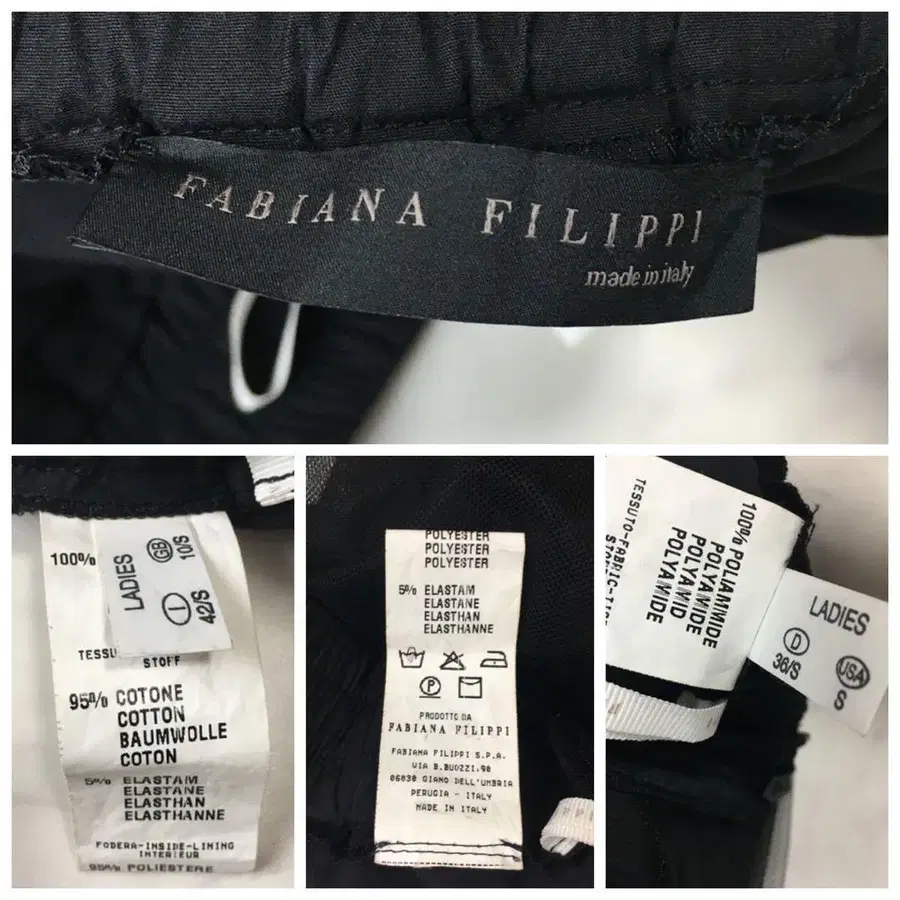 FABIANA FILIPPI
made in italy
100%
LADIES
GB
10/S
I
42/S
TESSU
STOFF
95% COTONE
COTTON
BAUMWOLLE
COTON
5% ELASTAM
ELASTANE
ELASTHAN
ELASTHANNE
FODERA-INSIDE-LINING
INTERIEUR
95% POLIESTERE
POLYESTER
POLYESTER
POLYESTER
5% ELASTAM
ELASTANE
ELASTHAN
ELASTHANNE
P
PRODOTTO DA
FABIANA FILIPPI
FABIANA FILIPPI S.P.A.
VIA B.BUOZZI.90
06030 GIANO DELL'UMBRIA
PERUGIA - ITALY
MADE IN ITALY
TESSUTO-FABRIC-TIS
100% POLIAMMIDE
POLYAMIDE
POLYAMID
POLYAMIDE
LADIES
D
36/S
USA
S